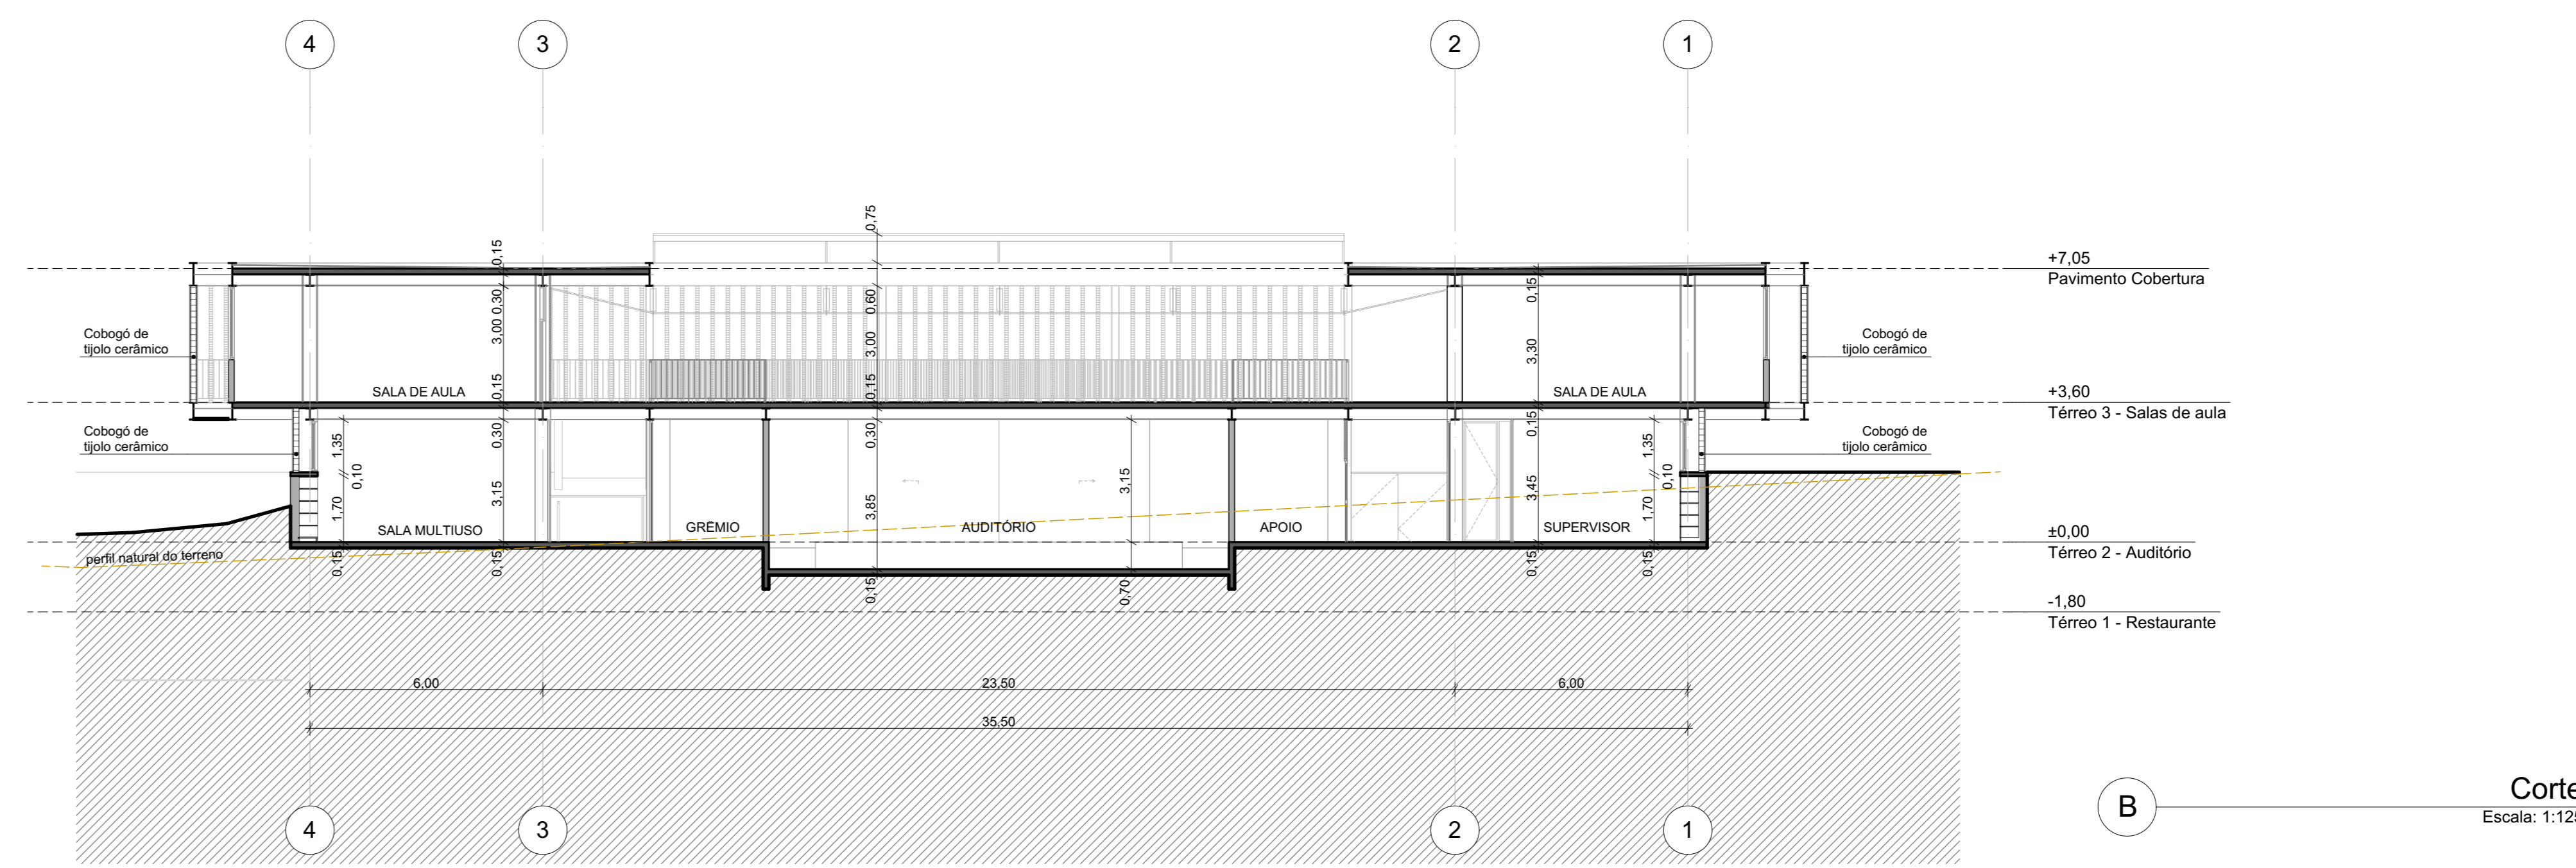 4
3
2
1
0,75
0,15
+7,05
Pavimento Cobertura
0,30
0,60
0,15
Cobogó de
tijolo cerâmico
3,00
3,00
3,30
Cobogó de
tijolo cerâmico
SALA DE AULA
0,15
0,15
SALA DE AULA
+3,60
Térreo 3 - Salas de aula
0,15
Cobogó de
tijolo cerâmico
1,35
0,30
0,30
1,35
Cobogó de
tijolo cerâmico
0,10
3,15
3,15
0,10
1,70
3,85
3,45
1,70
SALA MULTIUSO
GRÊMIO
AUDITÓRIO
APOIO
SUPERVISOR
±0,00
Térreo 2 - Auditório
perfil natural do terreno
0,15
0,15
0,15
0,70
0,15
0,15
-1,80
Térreo 1 - Restaurante
6,00
23,50
6,00
35,50
4
3
2
1
B
Corte
Escala: 1:125